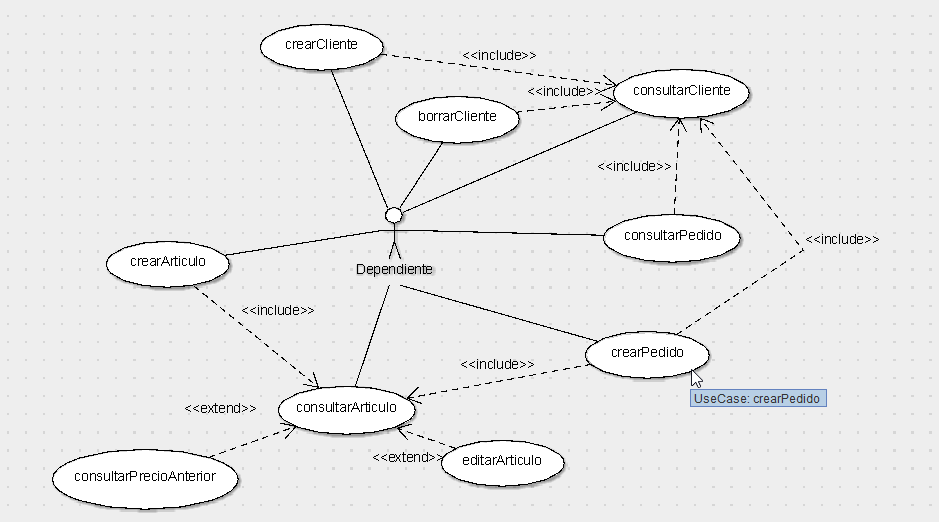 crearCliente
<<include>>
consultarCliente
<<include>>
borrarCliente
<<include>>
consultarPedido
<<include>>
crearArticulo
Dependiente
<<include>>
crearPedido
<<include>>
UseCase: crearPedido
consultarArticulo
<<extend>>
<<extend>>
editarArticulo
consultarPrecioAnterior